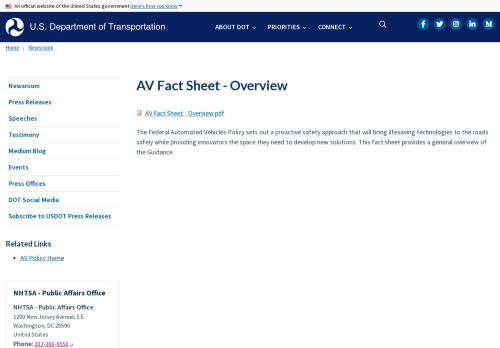 An official website of the United States government Here's how you know
U.S. Department of Transportation
ABOUT DOT
PRIORITIES
CONNECT
Home \ Newsroom
Newsroom
Press Releases
Speeches
Testimony
Medium Blog
Events
Press Offices
DOT Social Media
Subscribe to USDOT Press Releases
Related Links
AV Policy Home
NHTSA - Public Affairs Office
NHTSA - Public Affairs Office
1200 New Jersey Avenue, S.E.
Washington, DC 20590
United States
Phone: 202-366-9550
AV Fact Sheet - Overview
AV Fact Sheet - Overview.pdf
The Federal Automated Vehicles Policy sets out a proactive safety approach that will bring lifesaving technologies to the roads
safely while providing innovators the space they need to develop new solutions. This fact sheet provides a general overview of
the Guidance.